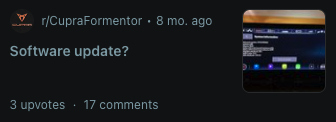 r/CupraFormentor • 8 mo. ago
Software update?
3 upvotes · 17 comments